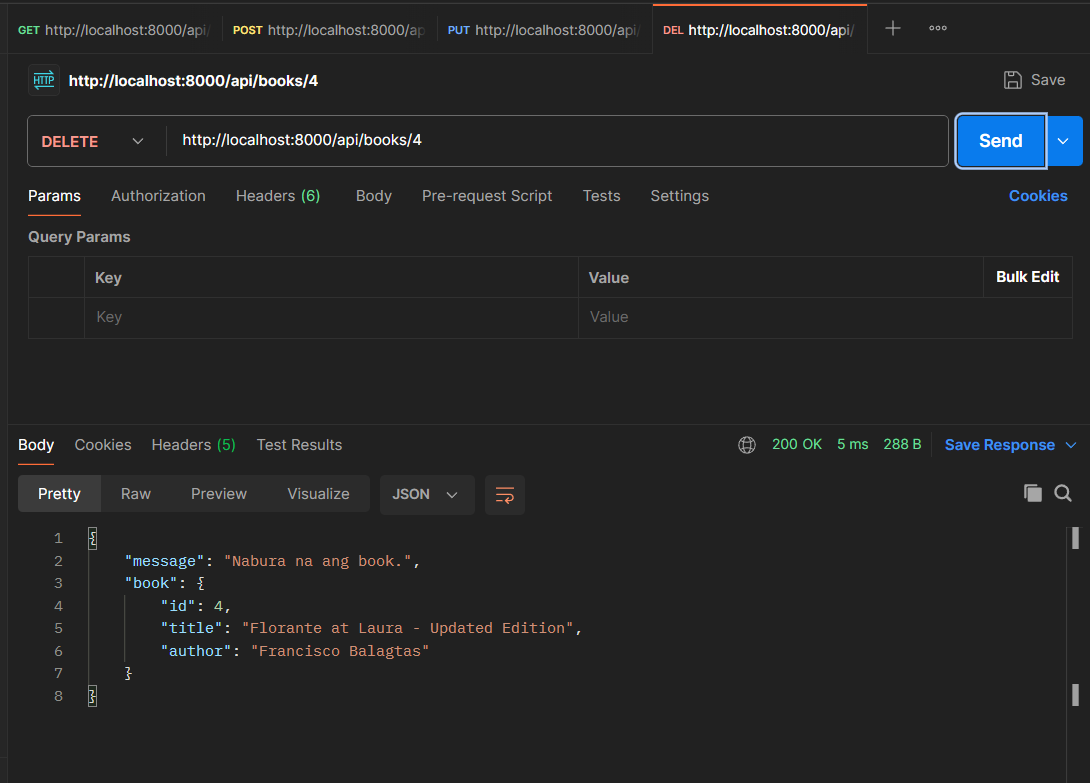 GET http://localhost:8000/api/ POST http://localhost:8000/ap PUT http://localhost:8000/api/ DEL http://localhost:8000/api/
HTTP http://localhost:8000/api/books/4 Save
DELETE http://localhost:8000/api/books/4 Send
Params Authorization Headers (6) Body Pre-request Script Tests Settings Cookies
Query Params
Key Value Bulk Edit
Key Value
Body Cookies Headers (5) Test Results 200 OK 5 ms 288 B Save Response
Pretty Raw Preview Visualize JSON
1 {
2 "message": "Nabura na ang book.",
3 "book": {
4 "id": 4,
5 "title": "Florante at Laura - Updated Edition",
6 "author": "Francisco Balagtas"
7 }
8 }